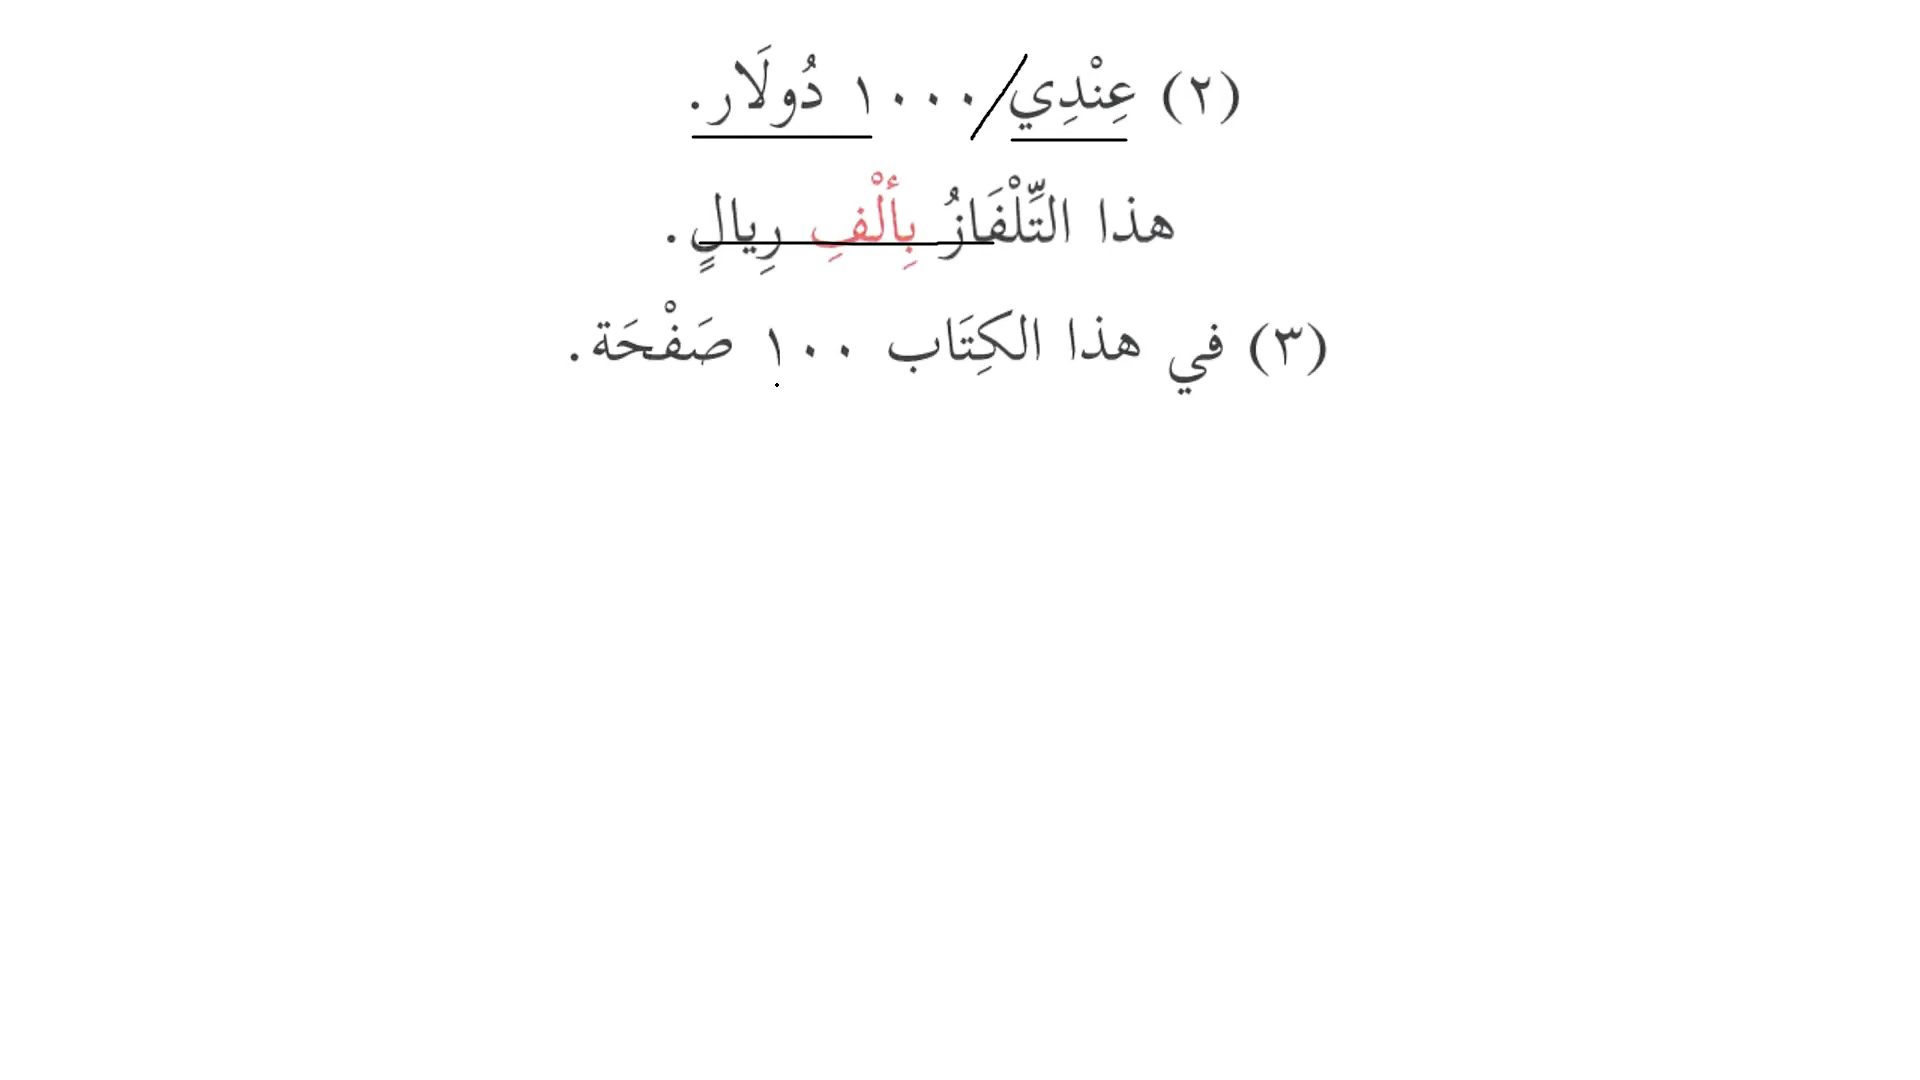 (٢) عِنْدِي ١٠٠٠ دُولَار.
هذا التِّلْفَازُ بِأَلْفِ رِيالٍ.
(٣) في هذا الكِتَاب ١٠٠ صَفْحَة.